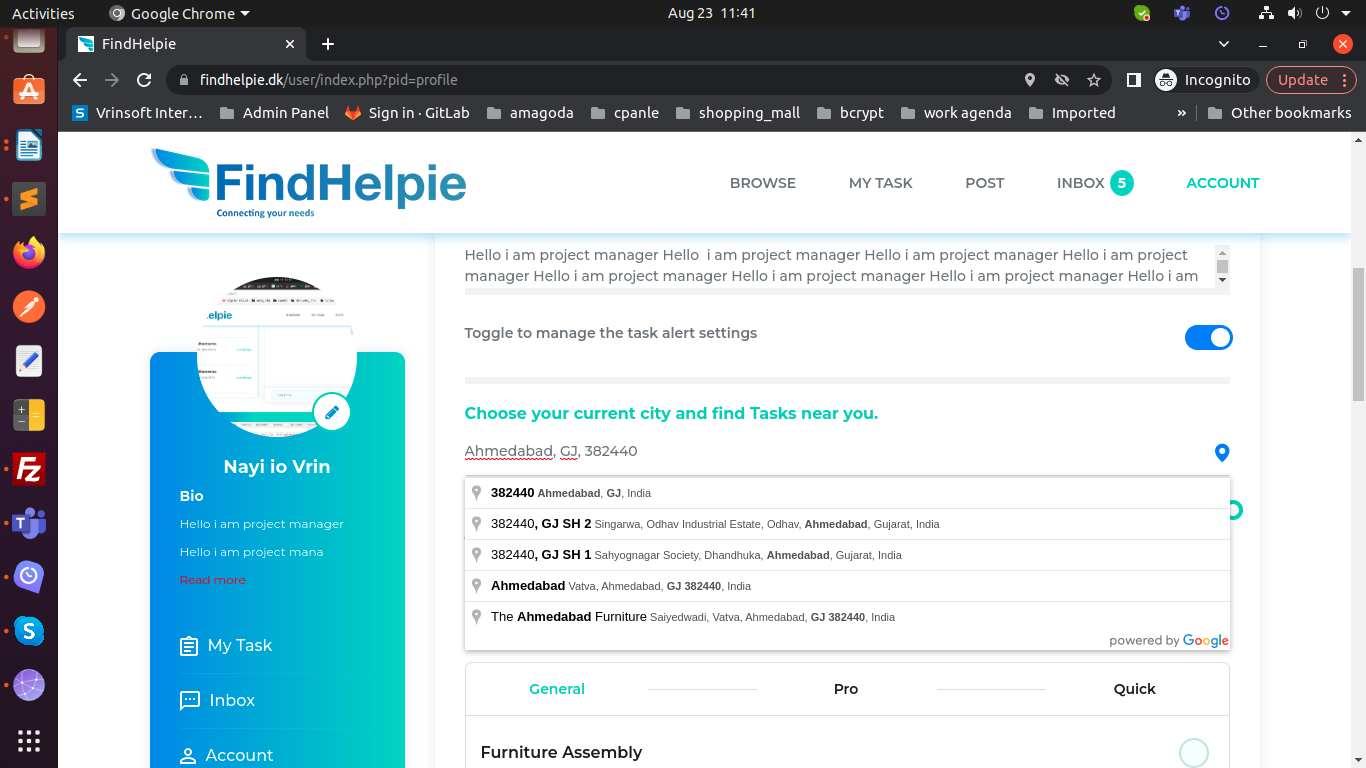 Activities Google Chrome Aug 23 11:41
FindHelpie
findhelpie.dk/user/index.php?pid=profile Incognito Update
Vrinsoft Inter… Admin Panel Sign in · GitLab amagoda cpanle shopping_mall bcrypt work agenda Imported » Other bookmarks
FindHelpie
Connecting your needs
BROWSE MY TASK POST INBOX 5 ACCOUNT
Hello i am project manager Hello  i am project manager Hello i am project manager Hello i am project
manager Hello i am project manager Hello i am project manager Hello i am project manager Hello i am
Toggle to manage the task alert settings
Choose your current city and find Tasks near you.
Ahmedabad, GJ, 382440
382440 Ahmedabad, GJ, India
382440, GJ SH 2 Singarwa, Odhav Industrial Estate, Odhav, Ahmedabad, Gujarat, India
382440, GJ SH 1 Sahyognagar Society, Dhandhuka, Ahmedabad, Gujarat, India
Ahmedabad Vatva, Ahmedabad, GJ 382440, India
The Ahmedabad Furniture Saiyedwadi, Vatva, Ahmedabad, GJ 382440, India
powered by Google
General Pro Quick
Furniture Assembly
helpie
Nayi io Vrin
Bio
Hello i am project manager
Hello i am project mana
Read more
My Task
Inbox
Account